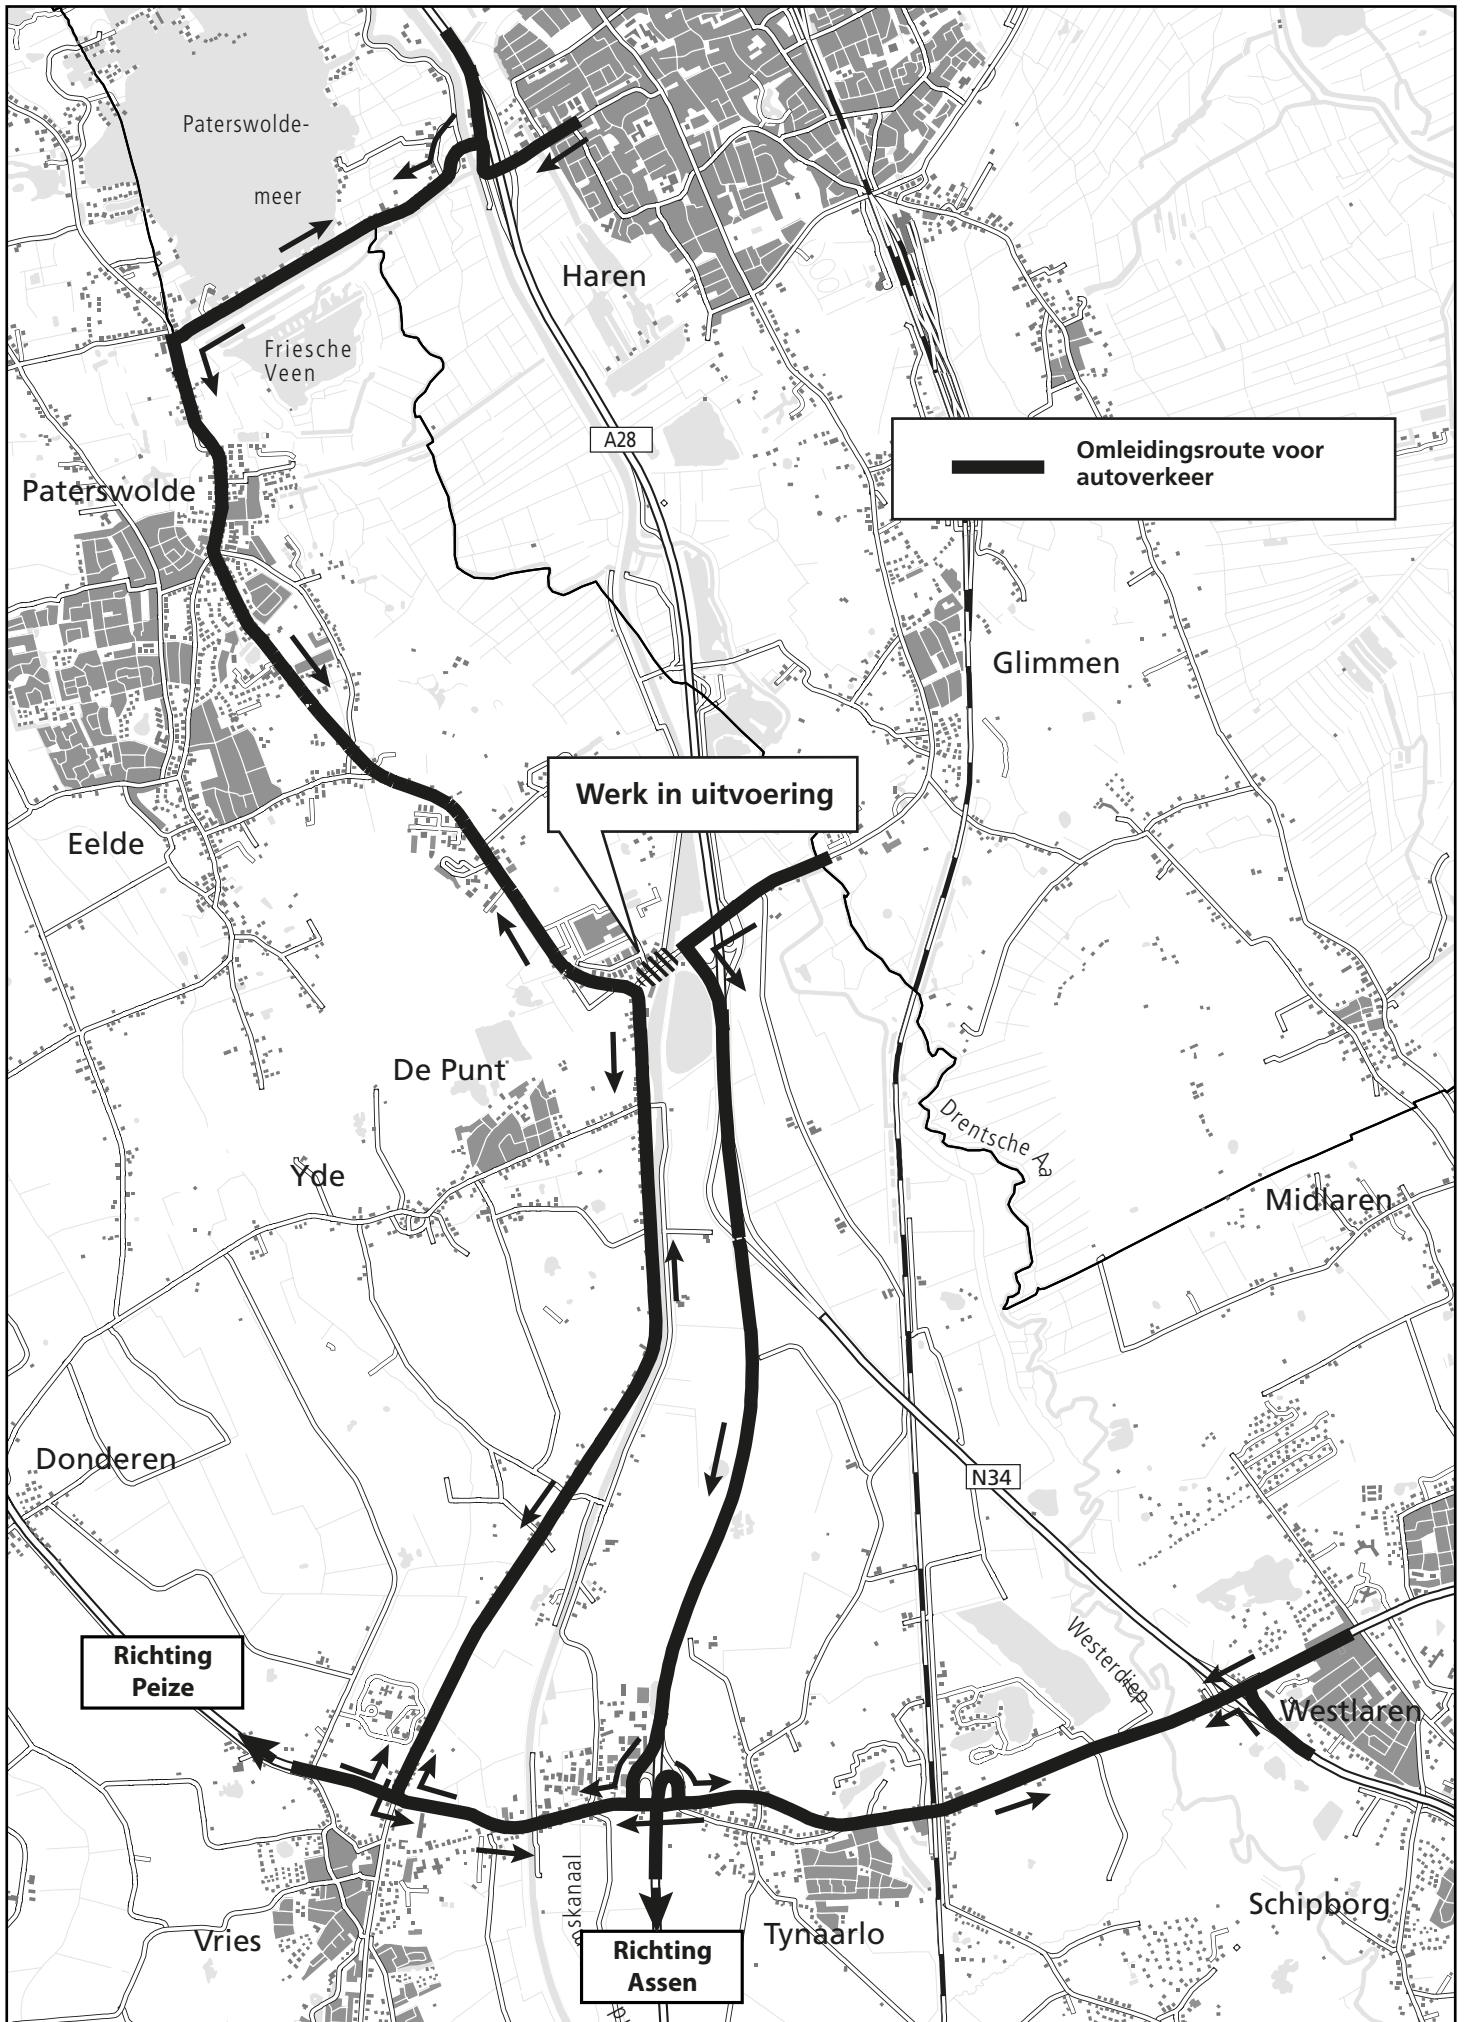 Paterswolde-
meer
Haren
Friesche
Veen
A28
Omleidingsroute voor
autoverkeer
Paterswolde
Glimmen
Werk in uitvoering
Eelde
De Punt
Drentsche Aa
Yde
Midlaren
Donderen
N34
Westerdiep
Richting
Peize
Westlaren
Schipborg
Vries
Tynaarlo
Richting
Assen